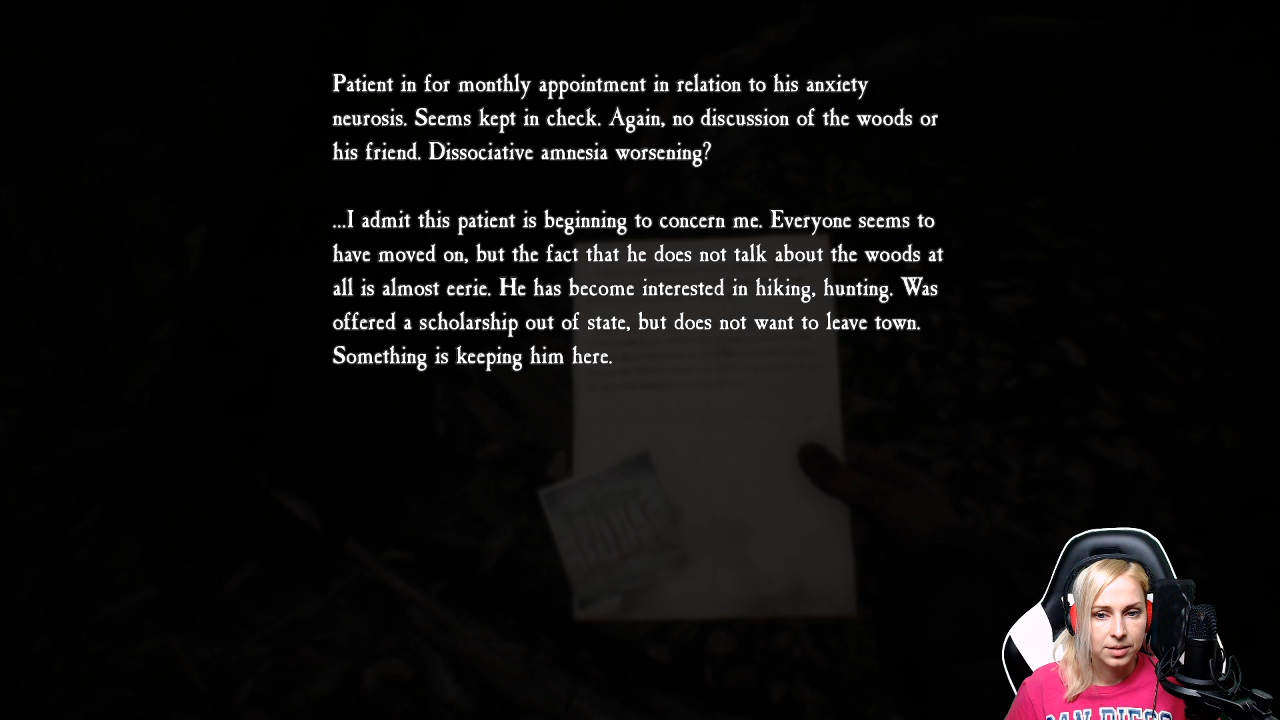 Patient in for monthly appointment in relation to his anxiety
neurosis. Seems kept in check. Again, no discussion of the woods or
his friend. Dissociative amnesia worsening?
...I admit this patient is beginning to concern me. Everyone seems to
have moved on, but the fact that he does not talk about the woods at
all is almost eerie. He has become interested in hiking, hunting. Was
offered a scholarship out of state, but does not want to leave town.
Something is keeping him here.
SAN DIEGO